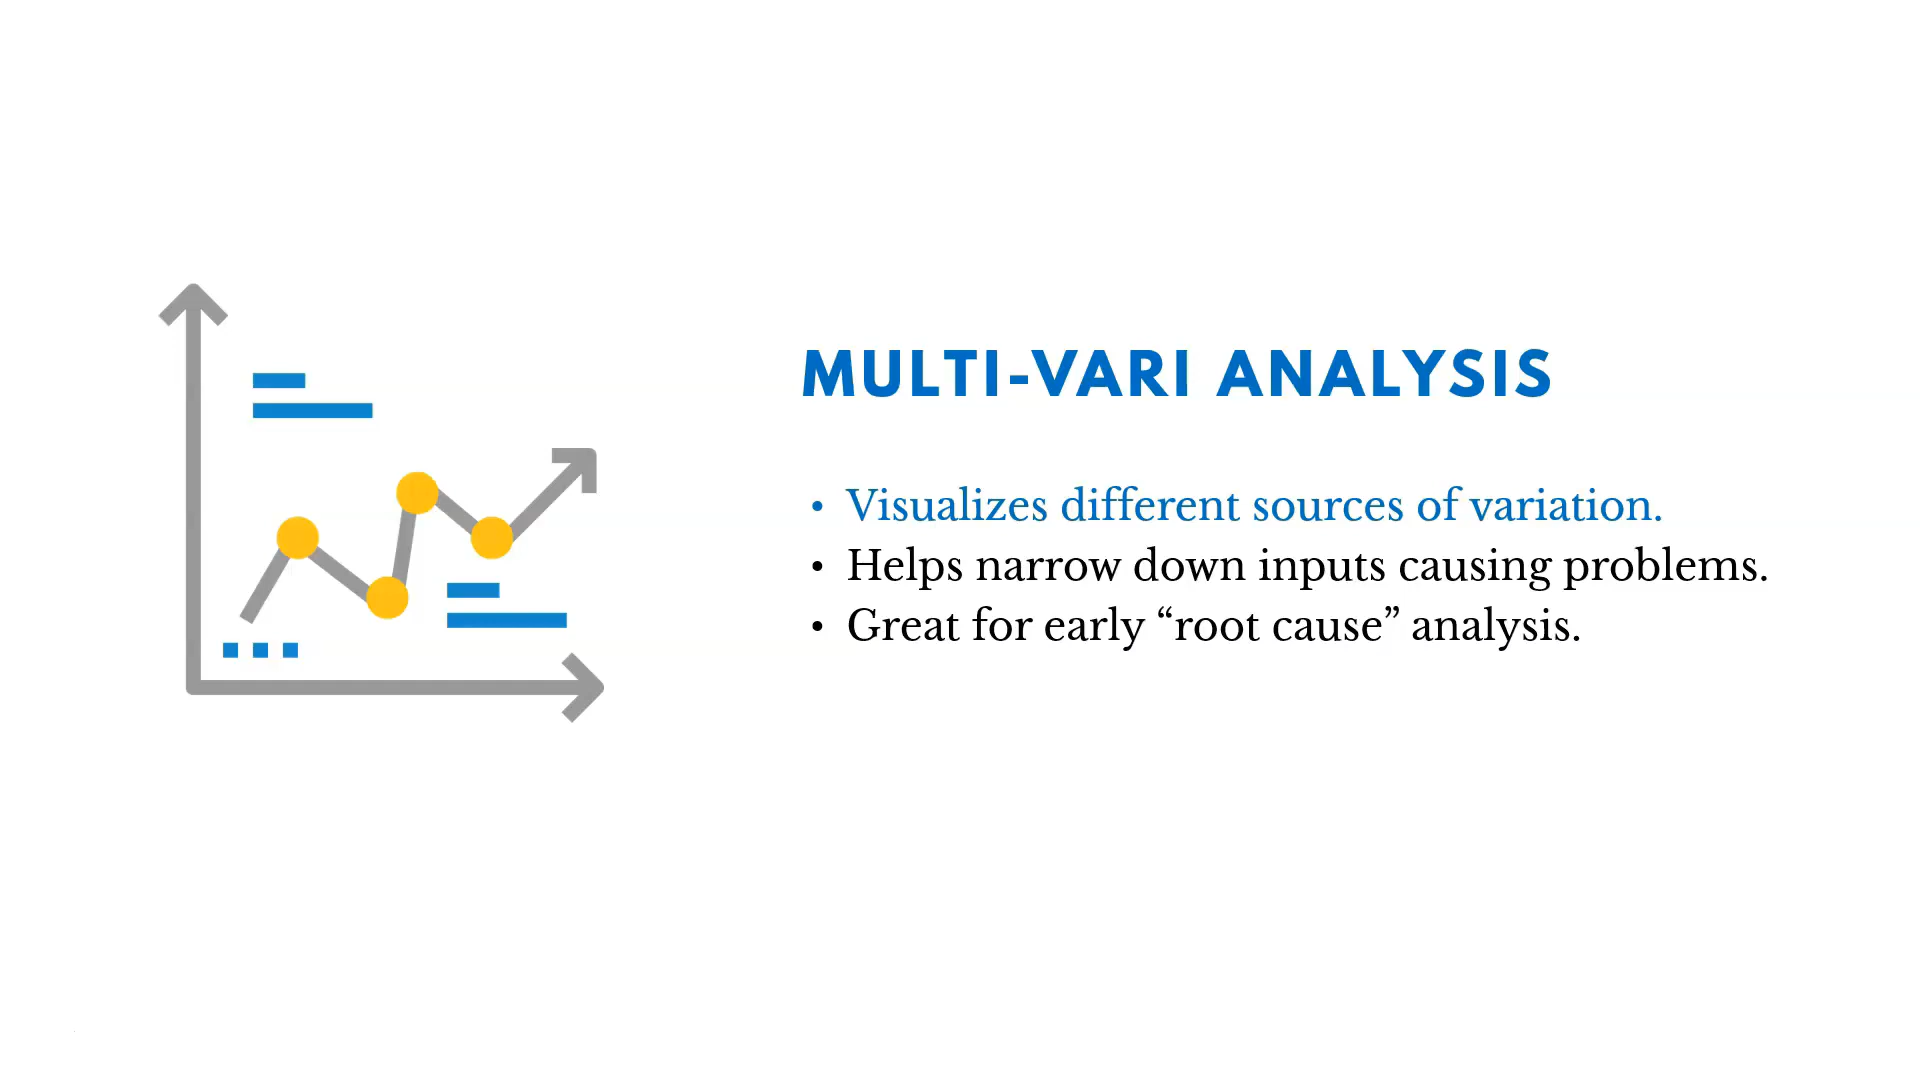 MULTI-VARI ANALYSIS
• Visualizes different sources of variation.
• Helps narrow down inputs causing problems.
• Great for early “root cause” analysis.